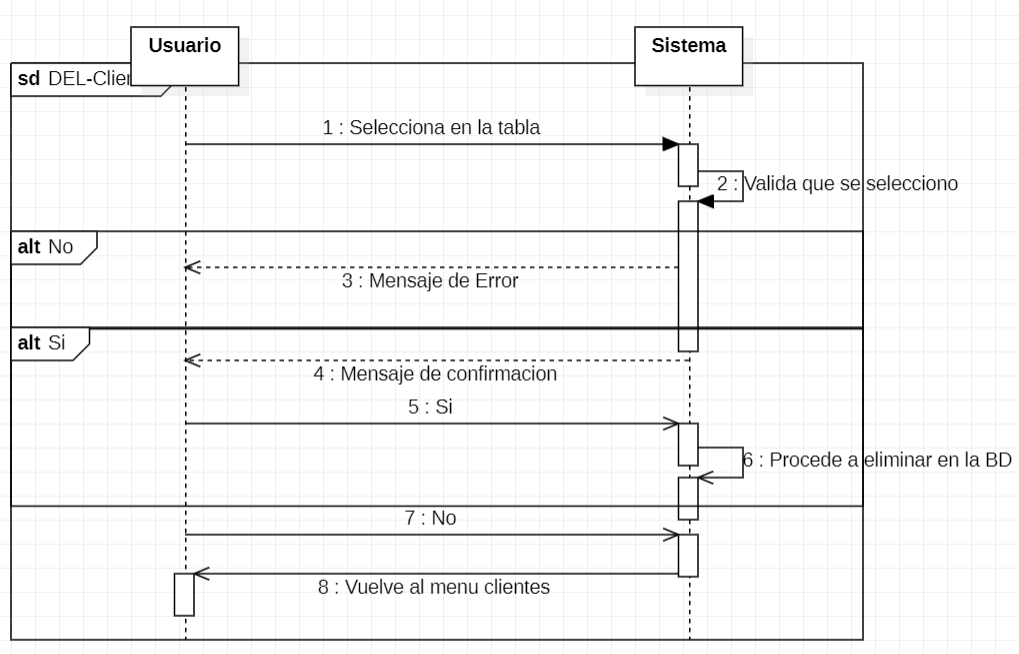 Usuario
Sistema
sd DEL-Clien
1 : Selecciona en la tabla
2 : Valida que se selecciono
alt No
3 : Mensaje de Error
alt Si
4 : Mensaje de confirmacion
5 : Si
6 : Procede a eliminar en la BD
7 : No
8 : Vuelve al menu clientes